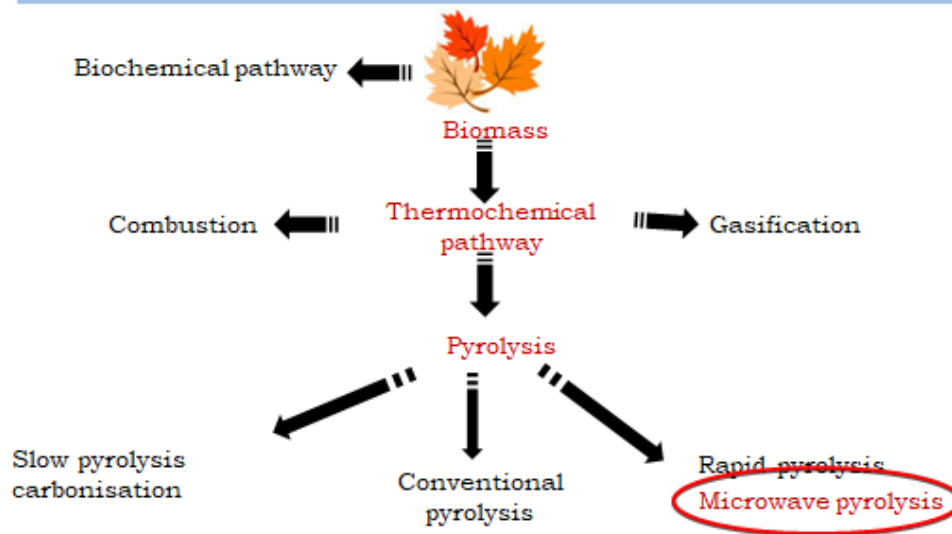 Biochemical pathway
Biomass
Combustion
Thermochemical
pathway
Gasification
Pyrolysis
Slow pyrolysis
carbonisation
Conventional
pyrolysis
Rapid pyrolysis
Microwave pyrolysis